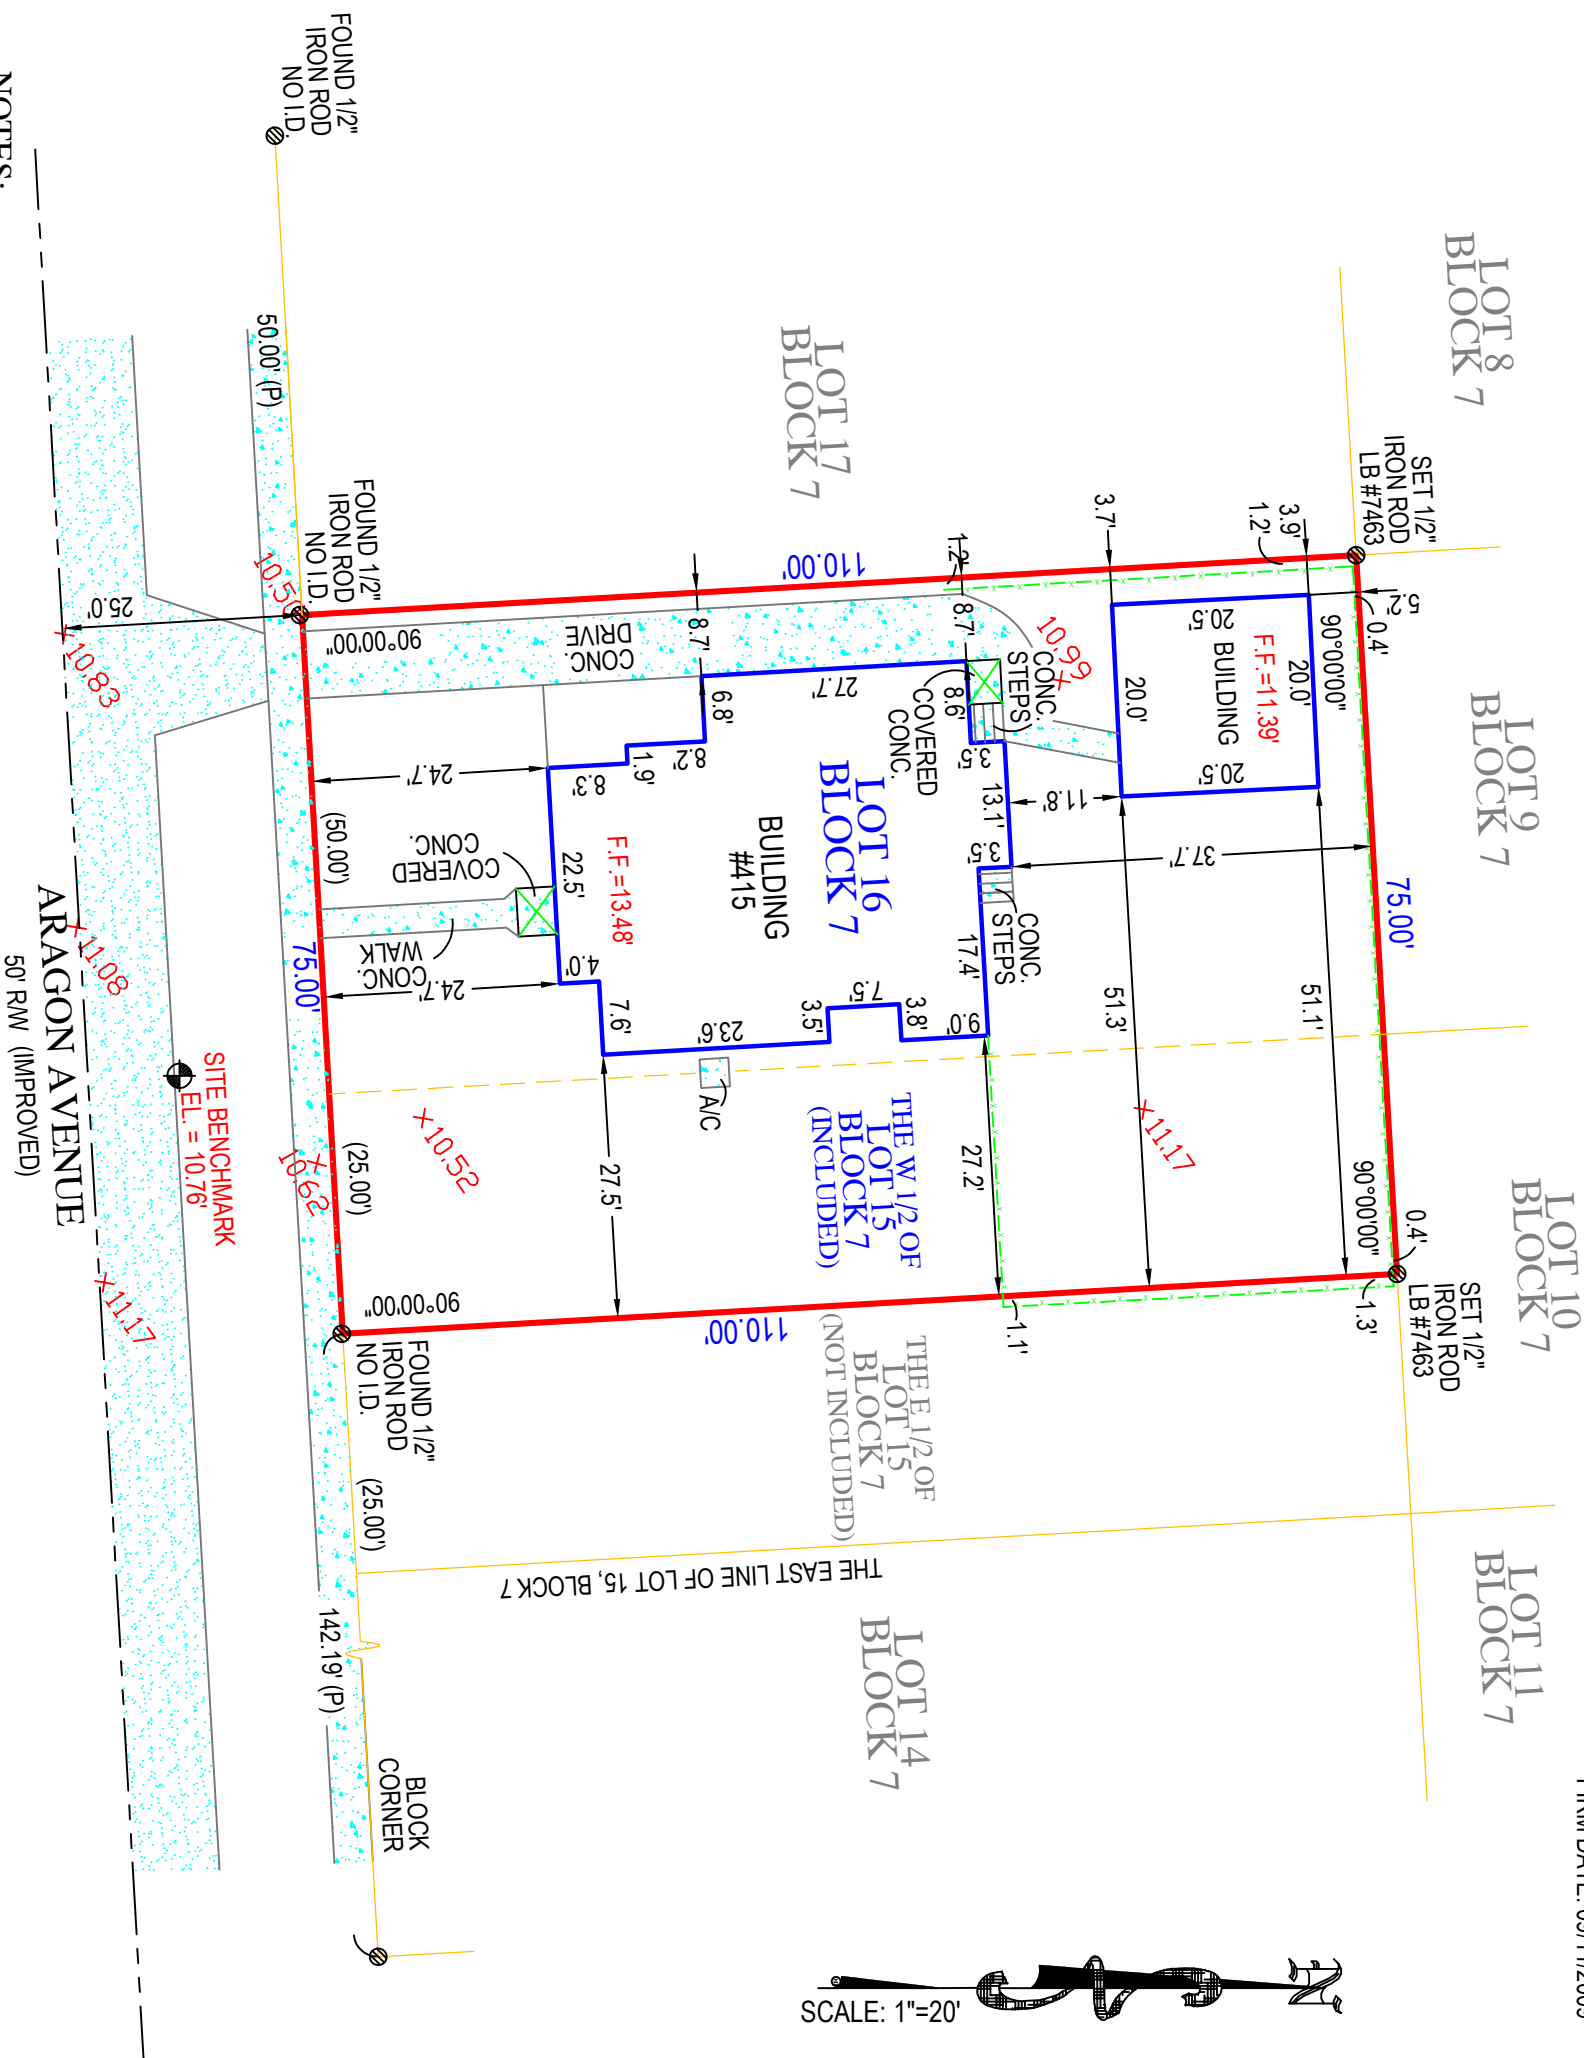 LOT 8
BLOCK 7
LOT 9
BLOCK 7
LOT 10
BLOCK 7
LOT 11
BLOCK 7
SET 1/2"
IRON ROD
LB #7463
5.2'
0.4'
3.9'
1.2'
3.7'
90°00'00"
20.0'
F.F.=11.39'
BUILDING
20.5'
20.5'
20.0'
75.00'
51.1'
51.3'
37.7'
11.8'
×11.17
90°00'00"
0.4'
SET 1/2"
IRON ROD
LB #7463
1.3'
1.1'
LOT 17
BLOCK 7
110.00'
1.2'
8.7'
8.7'
10.99
CONC.
STEPS
COVERED
CONC.
8.6'
3.5'
13.1'
3.5'
CONC.
STEPS
17.4'
9.0'
3.8'
7.5'
3.5'
23.6'
7.6'
4.0'
22.5'
8.3'
1.9'
8.2'
6.8'
27.7'
LOT 16
BLOCK 7
BUILDING
#415
F.F.=13.48'
27.2'
27.5'
A/C
THE W 1/2 OF
LOT 15
BLOCK 7
(INCLUDED)
THE E 1/2 OF
LOT 15
BLOCK 7
(NOT INCLUDED)
110.00'
THE EAST LINE OF LOT 15, BLOCK 7
LOT 14
BLOCK 7
CONC.
DRIVE
90°00'00"
24.7'
COVERED
CONC.
CONC.
WALK
24.7'
×10.52
90°00'00"
(50.00')
75.00'
(25.00')
(25.00')
142.19' (P)
BLOCK
CORNER
FOUND 1/2"
IRON ROD
NO I.D.
50.00' (P)
FOUND 1/2"
IRON ROD
NO I.D.
FOUND 1/2"
IRON ROD
NO I.D.
10.62
25.0'
×10.83
×11.08
×11.17
SITE BENCHMARK
EL. = 10.76'
ARAGON AVENUE
50' R/W (IMPROVED)
NOTES:
N
SCALE: 1"=20'